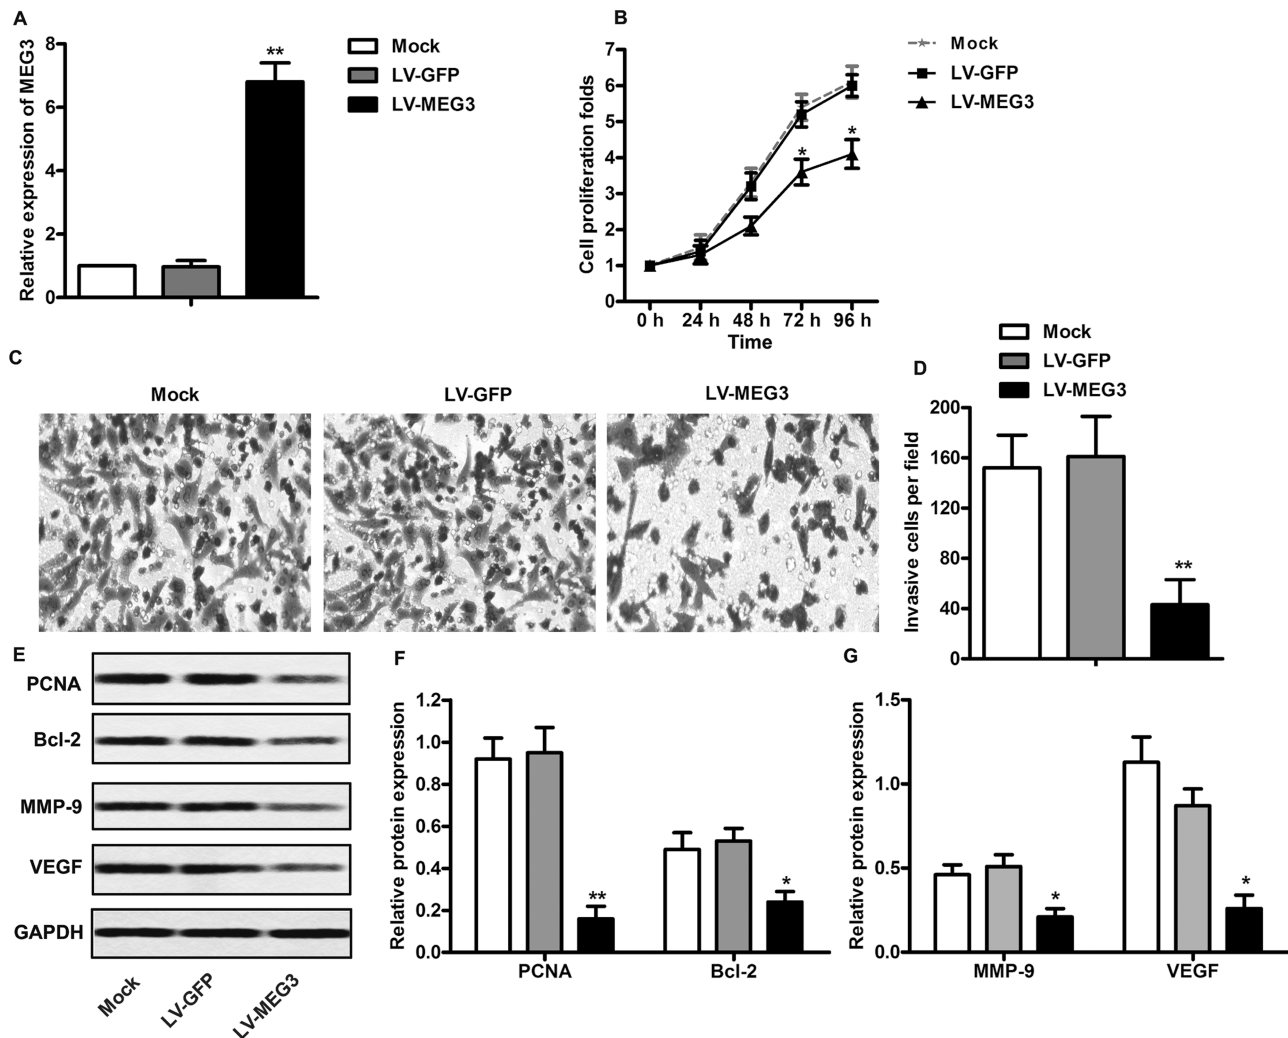 A
Relative expression of MEG3
8
6
4
2
0
**
Mock
LV-GFP
LV-MEG3
B
Cell proliferation folds
7
6
5
4
3
2
1
0
*
*
0 h 24 h 48 h 72 h 96 h
Time
Mock
LV-GFP
LV-MEG3
C
Mock LV-GFP LV-MEG3
D
Mock
LV-GFP
LV-MEG3
Invasive cells per field
200
160
120
80
40
0
**
E
PCNA
Bcl-2
MMP-9
VEGF
GAPDH
Mock LV-GFP LV-MEG3
F
Relative protein expression
1.2
1.0
0.8
0.6
0.4
0.2
0.0
**
*
PCNA Bcl-2
G
Relative protein expression
1.5
1.0
0.5
0.0
*
*
MMP-9 VEGF